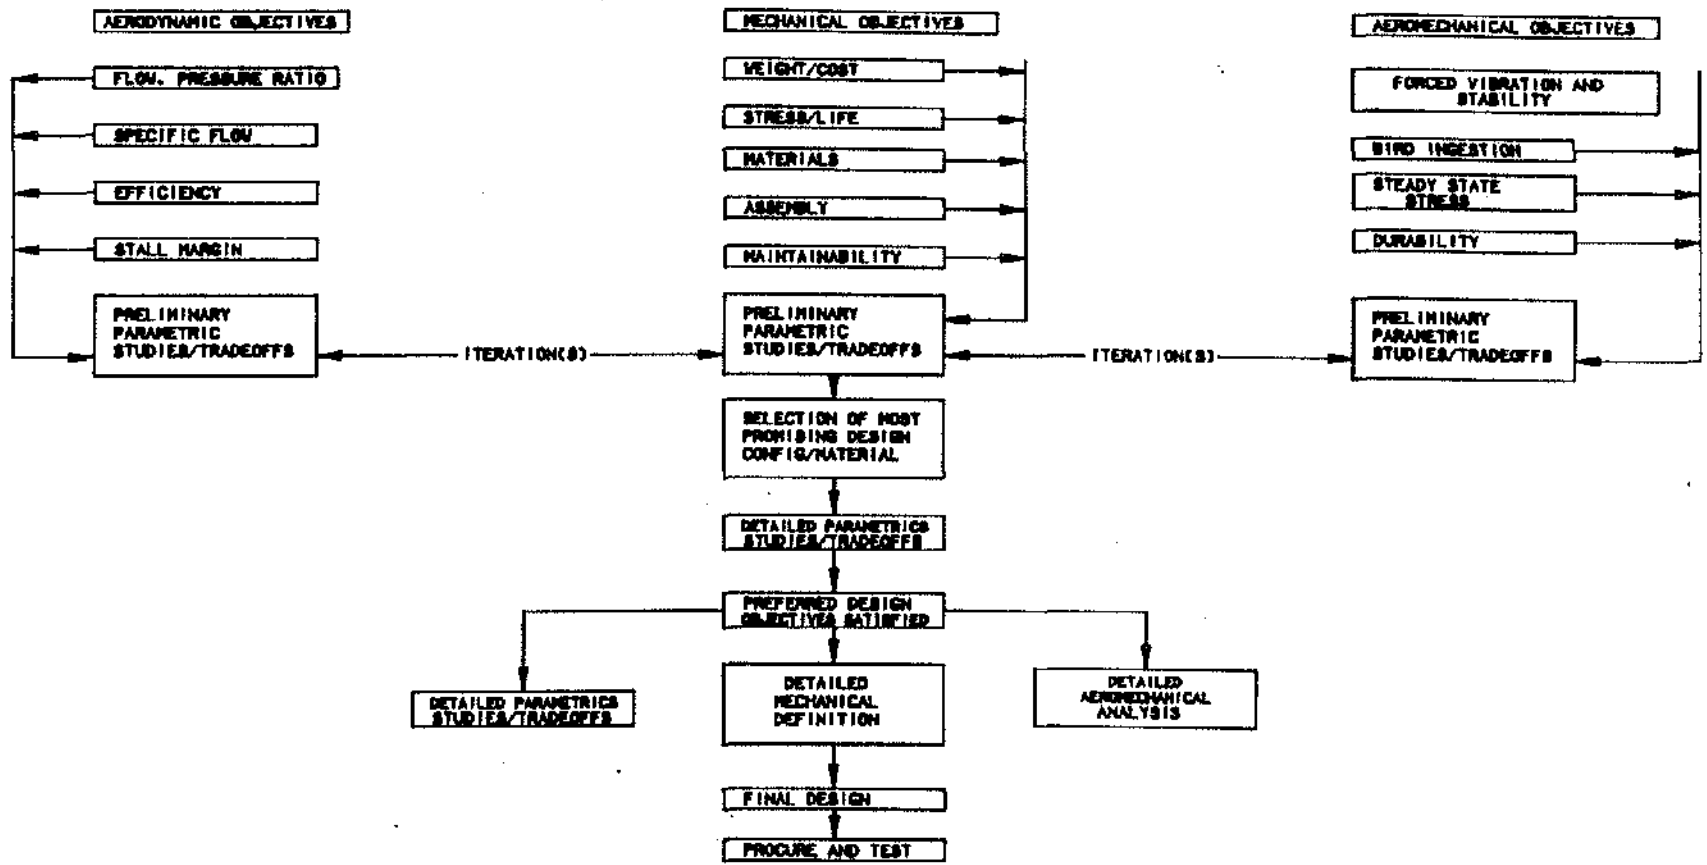 AERODYNAMIC OBJECTIVES
FLOW, PRESSURE RATIO
SPECIFIC FLOW
EFFICIENCY
STALL MARGIN
PRELIMINARY
PARAMETRIC
STUDIES/TRADEOFFS
ITERATION(S)
MECHANICAL OBJECTIVES
WEIGHT/COST
STRESS/LIFE
MATERIALS
ASSEMBLY
MAINTAINABILITY
PRELIMINARY
PARAMETRIC
STUDIES/TRADEOFFS
ITERATION(S)
AEROMECHANICAL OBJECTIVES
FORCED VIBRATION AND
STABILITY
BIRD INGESTION
STEADY STATE
STRESS
DURABILITY
PRELIMINARY
PARAMETRIC
STUDIES/TRADEOFFS
SELECTION OF MOST
PROMISING DESIGN
CONFIG/MATERIAL
DETAILED PARAMETRICS
STUDIES/TRADEOFFS
PREFERRED DESIGN
OBJECTIVES SATISFIED
DETAILED PARAMETRICS
STUDIES/TRADEOFFS
DETAILED
MECHANICAL
DEFINITION
DETAILED
AEROMECHANICAL
ANALYSIS
FINAL DESIGN
PROCURE AND TEST